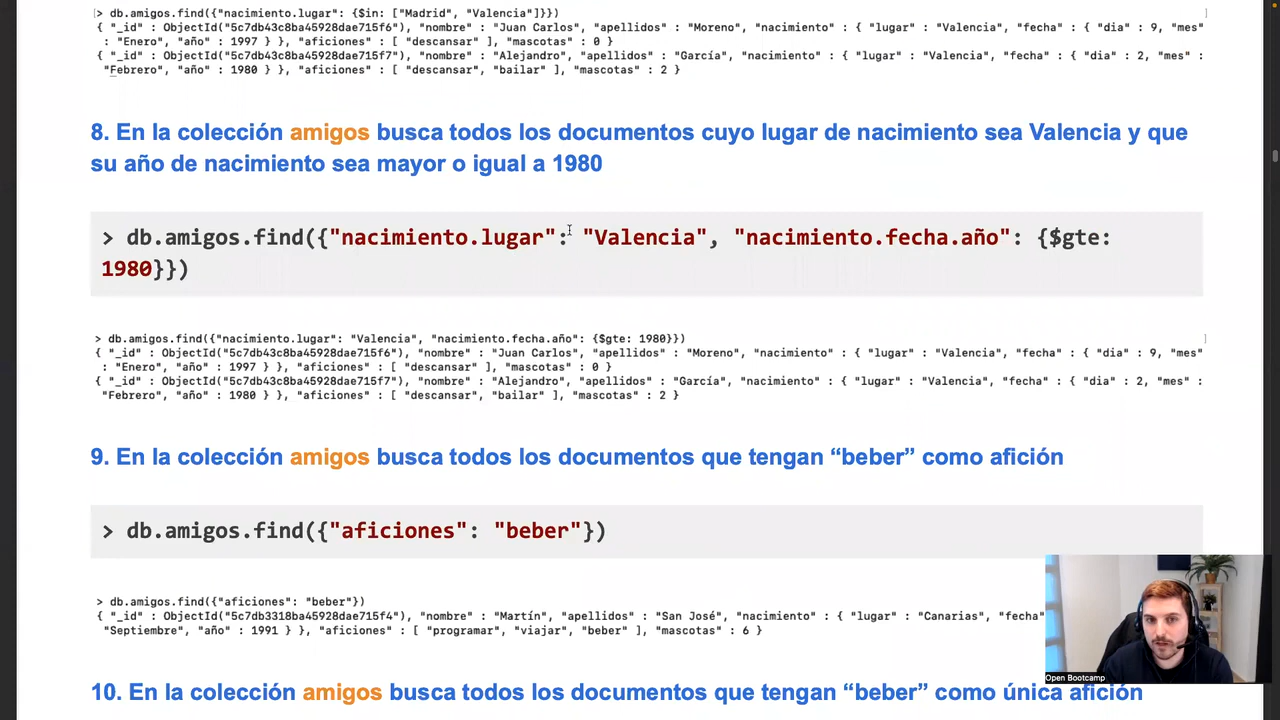 > db.amigos.find({"nacimiento.lugar": {$in: ["Madrid", "Valencia"]}})
{ "_id" : ObjectId("5c7db43c8ba45928dae715f6"), "nombre" : "Juan Carlos", "apellidos" : "Moreno", "nacimiento" : { "lugar" : "Valencia", "fecha" : { "dia" : 9, "mes"
: "Enero", "año" : 1997 } }, "aficiones" : [ "descansar" ], "mascotas" : 0 }
{ "_id" : ObjectId("5c7db43c8ba45928dae715f7"), "nombre" : "Alejandro", "apellidos" : "García", "nacimiento" : { "lugar" : "Valencia", "fecha" : { "dia" : 2, "mes" :
"Febrero", "año" : 1980 } }, "aficiones" : [ "descansar", "bailar" ], "mascotas" : 2 }
8. En la colección amigos busca todos los documentos cuyo lugar de nacimiento sea Valencia y que
su año de nacimiento sea mayor o igual a 1980
> db.amigos.find({"nacimiento.lugar": "Valencia", "nacimiento.fecha.año": {$gte:
1980}})
> db.amigos.find({"nacimiento.lugar": "Valencia", "nacimiento.fecha.año": {$gte: 1980}})
{ "_id" : ObjectId("5c7db43c8ba45928dae715f6"), "nombre" : "Juan Carlos", "apellidos" : "Moreno", "nacimiento" : { "lugar" : "Valencia", "fecha" : { "dia" : 9, "mes"
: "Enero", "año" : 1997 } }, "aficiones" : [ "descansar" ], "mascotas" : 0 }
{ "_id" : ObjectId("5c7db43c8ba45928dae715f7"), "nombre" : "Alejandro", "apellidos" : "García", "nacimiento" : { "lugar" : "Valencia", "fecha" : { "dia" : 2, "mes" :
"Febrero", "año" : 1980 } }, "aficiones" : [ "descansar", "bailar" ], "mascotas" : 2 }
9. En la colección amigos busca todos los documentos que tengan “beber” como afición
> db.amigos.find({"aficiones": "beber"})
> db.amigos.find({"aficiones": "beber"})
{ "_id" : ObjectId("5c7db3318ba45928dae715f4"), "nombre" : "Martín", "apellidos" : "San José", "nacimiento" : { "lugar" : "Canarias", "fecha"
"Septiembre", "año" : 1991 } }, "aficiones" : [ "programar", "viajar", "beber" ], "mascotas" : 6 }
10. En la colección amigos busca todos los documentos que tengan “beber” como única afición
Open Bootcamp